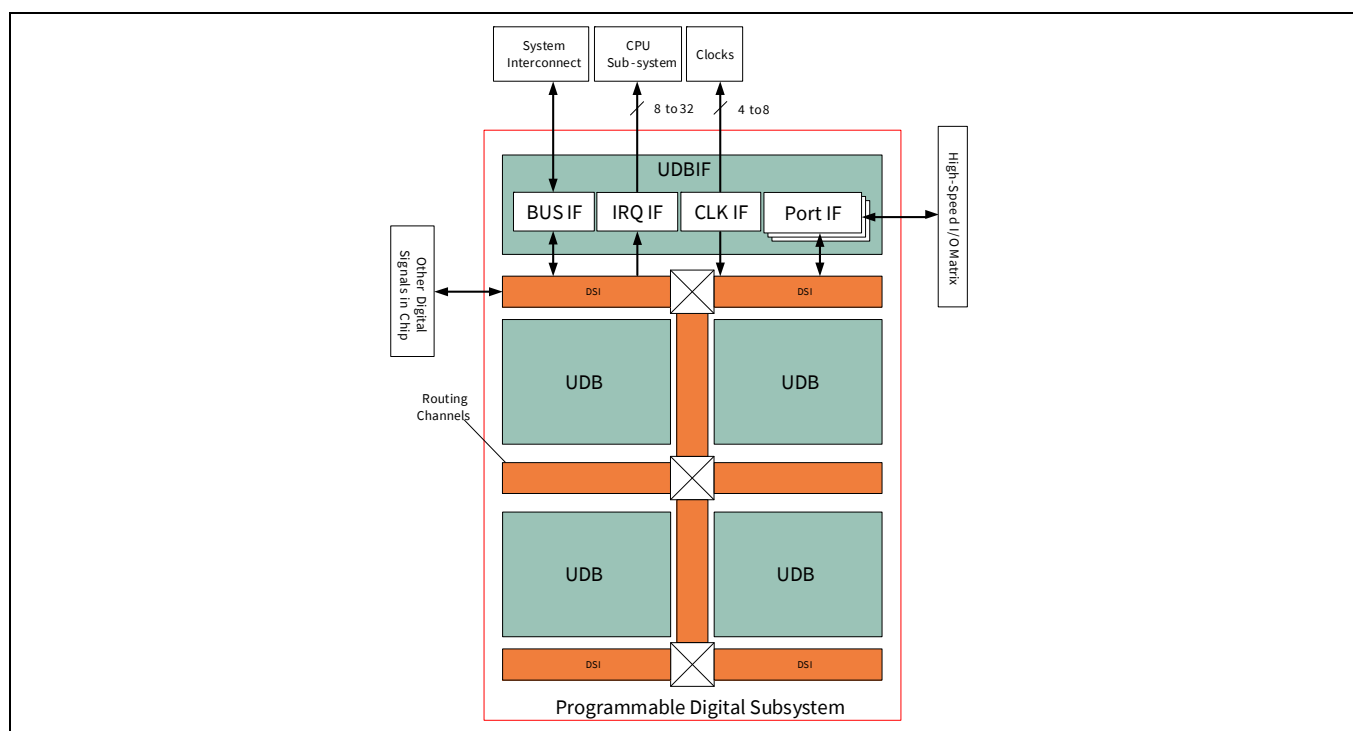 System
Interconnect
CPU
Sub-system
Clocks
8 to 32
4 to 8
UDBIF
BUS IF
IRQ IF
CLK IF
Port IF
High-Speed I/O Matrix
Other Digital
Signals in Chip
DSI
DSI
UDB
UDB
Routing
Channels
UDB
UDB
DSI
DSI
Programmable Digital Subsystem